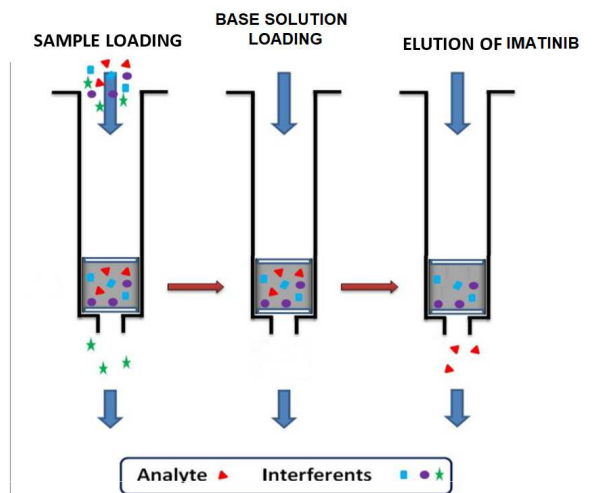 SAMPLE LOADING
BASE SOLUTION
LOADING
ELUTION OF IMATINIB
Analyte
Interferents